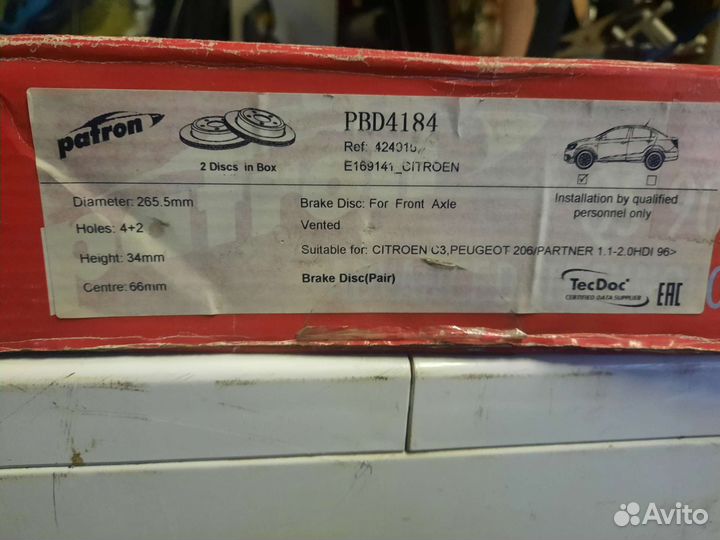 patron
2 Discs in Box
PBD4184
Ref: 424916
E169141_CITROEN
Installation by qualified
personnel only
Diameter: 265.5mm
Holes: 4+2
Height: 34mm
Centre: 66mm
Brake Disc: For Front Axle
Vented
Suitable for: CITROEN C3,PEUGEOT 206/PARTNER 1.1-2.0HDI 96>
Brake Disc(Pair)
TecDoc
CERTIFIED DATA SUPPLIER
EAC
Avito